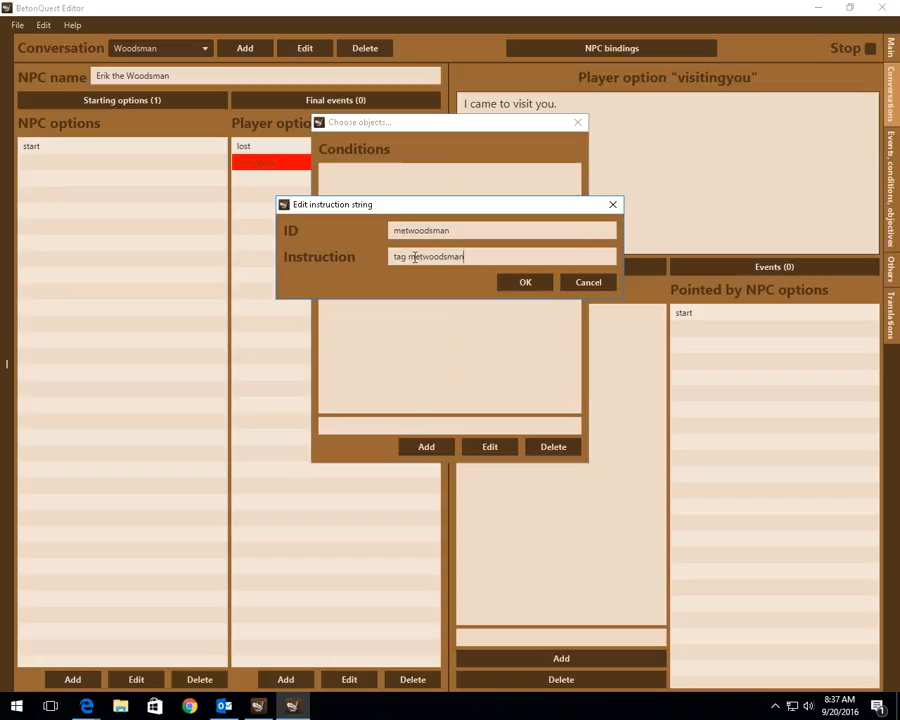 BetonQuest Editor
File Edit Help
Conversation Woodsman Add Edit Delete NPC bindings Stop
NPC name Erik the Woodsman
Player option "visitingyou"
Starting options (1) Final events (0)
I came to visit you.
NPC options Player optio
Choose objects...
start lost
Conditions
Edit instruction string
ID metwoodsman
Instruction tag metwoodsman
OK Cancel
Events (0)
Pointed by NPC options
start
Add Edit Delete
Add
Add Edit Delete Add Edit Delete Delete
Main
Conversations
Events, conditions, objectives
Others
Translations
8:37 AM
9/20/2016